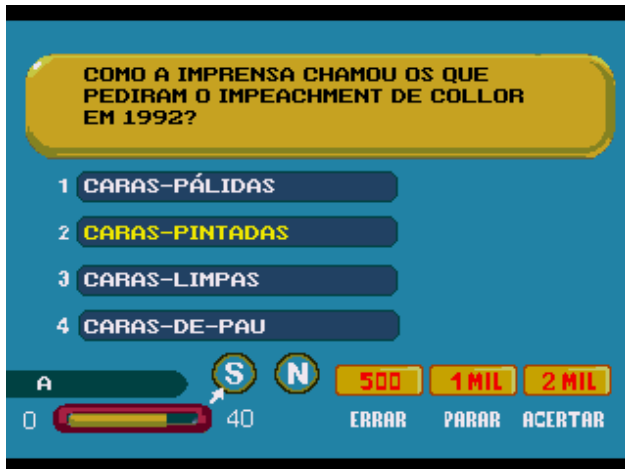 COMO A IMPRENSA CHAMOU OS QUE
PEDIRAM O IMPEACHMENT DE COLLOR
EM 1992?
1 CARAS-PÁLIDAS
2 CARAS-PINTADAS
3 CARAS-LIMPAS
4 CARAS-DE-PAU
A S N 500 1 MIL 2 MIL
0 40 ERRAR PARAR ACERTAR